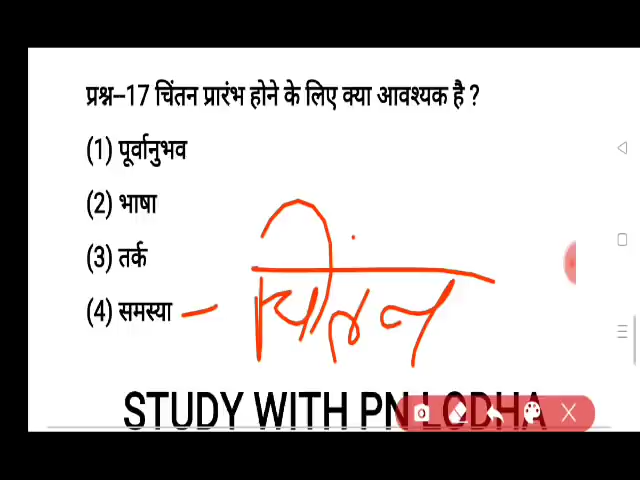 प्रश्न–17 चिंतन प्रारंभ होने के लिए क्या आवश्यक है ?
(1) पूर्वानुभव
(2) भाषा
(3) तर्क
(4) समस्या –
चिंतन
STUDY WITH PN LODHA